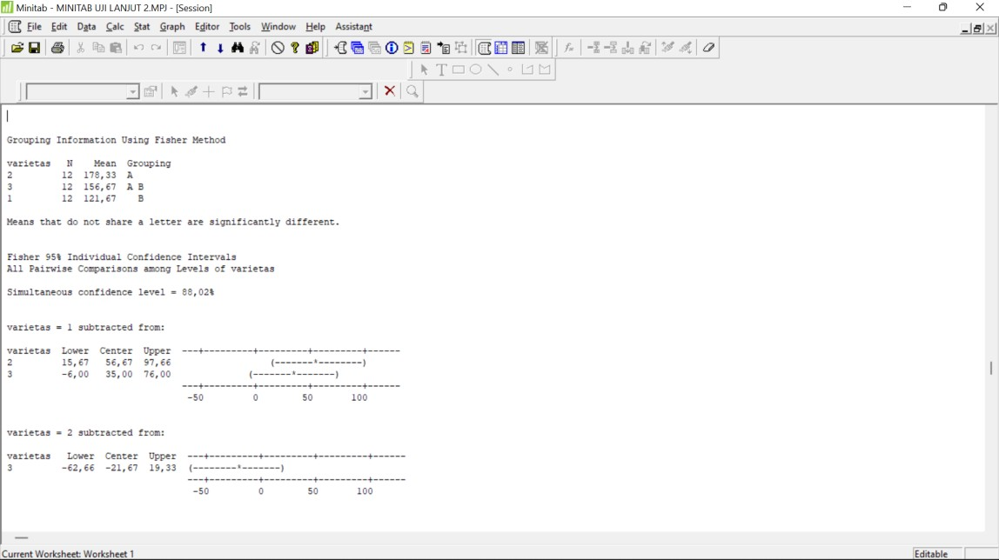 Minitab - MINITAB UJI LANJUT 2.MPJ - [Session]
File Edit Data Calc Stat Graph Editor Tools Window Help Assistant
Grouping Information Using Fisher Method
varietas N Mean Grouping
2 12 178,33 A
3 12 156,67 A B
1 12 121,67 B
Means that do not share a letter are significantly different.
Fisher 95% Individual Confidence Intervals
All Pairwise Comparisons among Levels of varietas
Simultaneous confidence level = 88,02%
varietas = 1 subtracted from:
varietas Lower Center Upper ---+---------+---------+---------+------
2 15,67 56,67 97,66 (-------*--------)
3 -6,00 35,00 76,00 (-------*-------)
---+---------+---------+---------+------
-50 0 50 100
varietas = 2 subtracted from:
varietas Lower Center Upper ---+---------+---------+---------+------
3 -62,66 -21,67 19,33 (--------*-------)
---+---------+---------+---------+------
-50 0 50 100
Current Worksheet: Worksheet 1 Editable